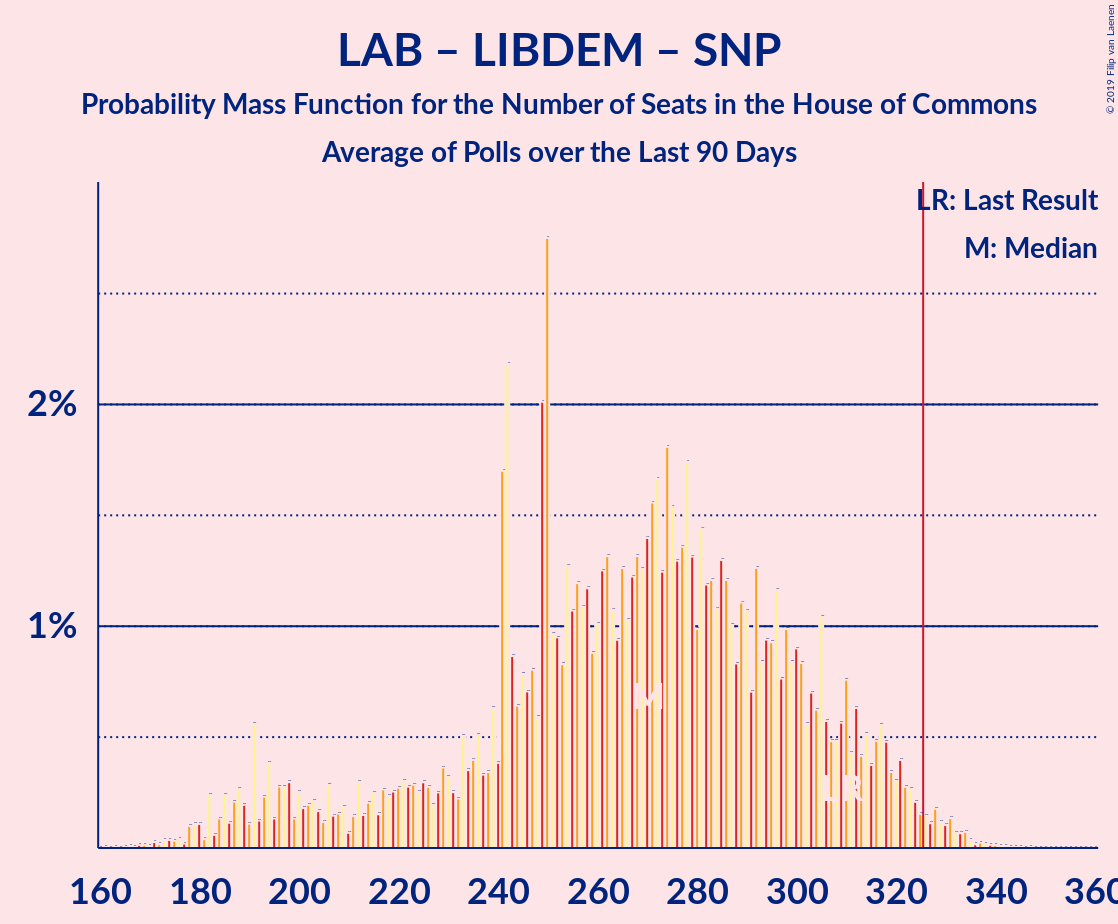 LAB – LIBDEM – SNP
Probability Mass Function for the Number of Seats in the House of Commons
Average of Polls over the Last 90 Days
© 2019 Filip van Laenen
LR: Last Result
M: Median
2%
1%
M
LR
160 180 200 220 240 260 280 300 320 340 360